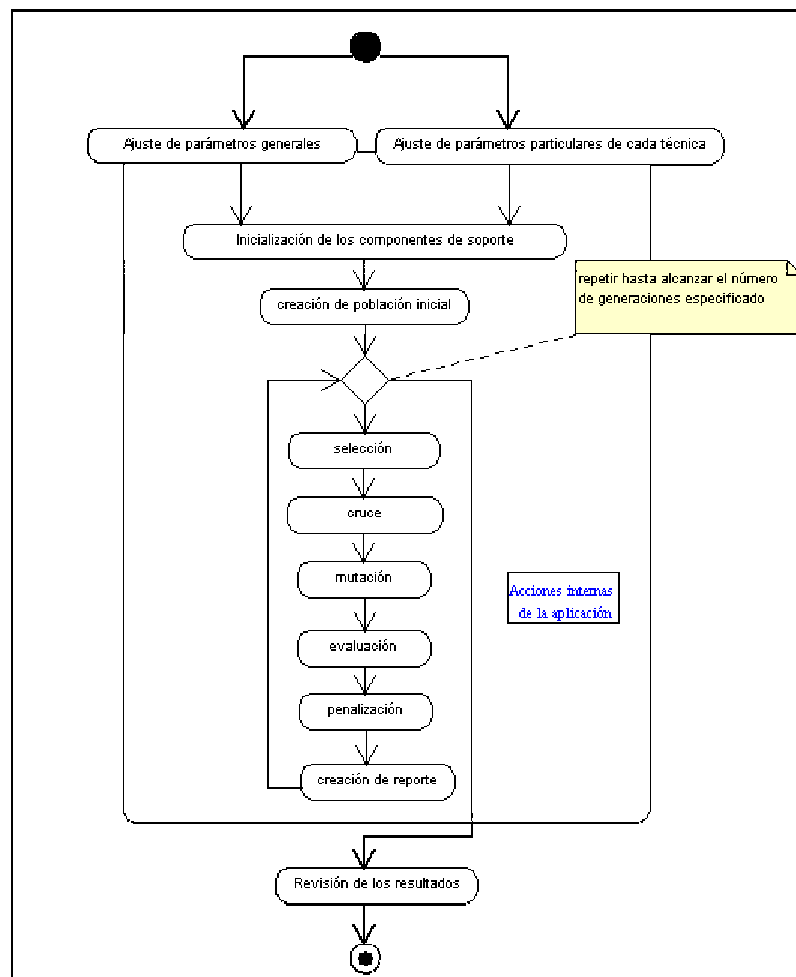 Ajuste de parámetros generales
Ajuste de parámetros particulares de cada técnica
Inicialización de los componentes de soporte
repetir hasta alcanzar el número
de generaciones especificado
creación de población inicial
selección
cruce
mutación
Acciones internas
de la aplicación
evaluación
penalización
creación de reporte
Revisión de los resultados